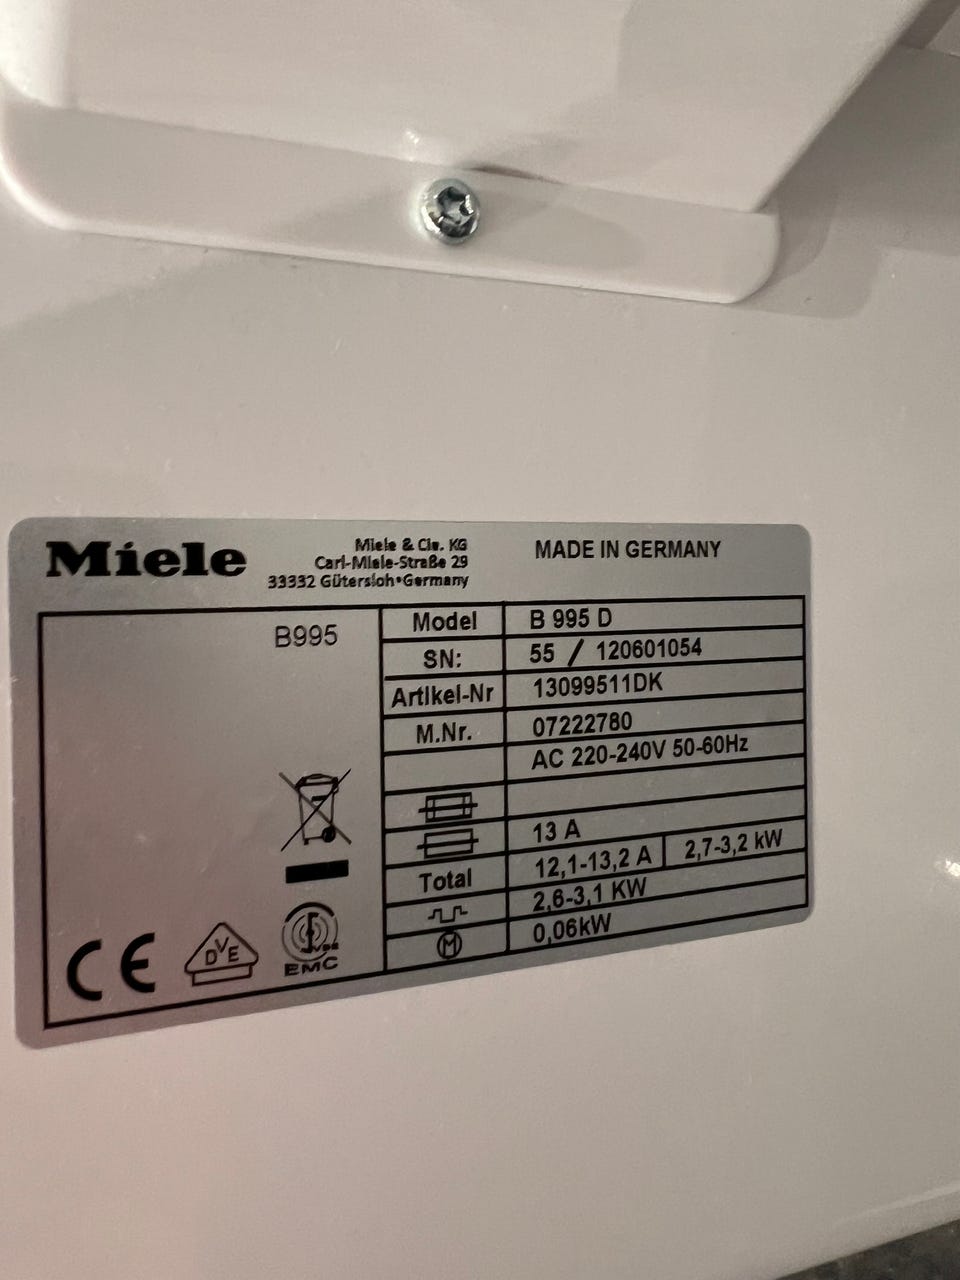 Miele
Miele & Cie. KG
Carl-Miele-Straße 29
33332 Gütersloh•Germany
MADE IN GERMANY
B995
Model B 995 D
SN: 55 / 120601054
Artikel-Nr 13099511DK
M.Nr. 07222780
AC 220-240V 50-60Hz
13 A
Total 12,1-13,2 A 2,7-3,2 kW
2,6-3,1 KW
M 0,06kW
CE
DVE
VDE
EMC